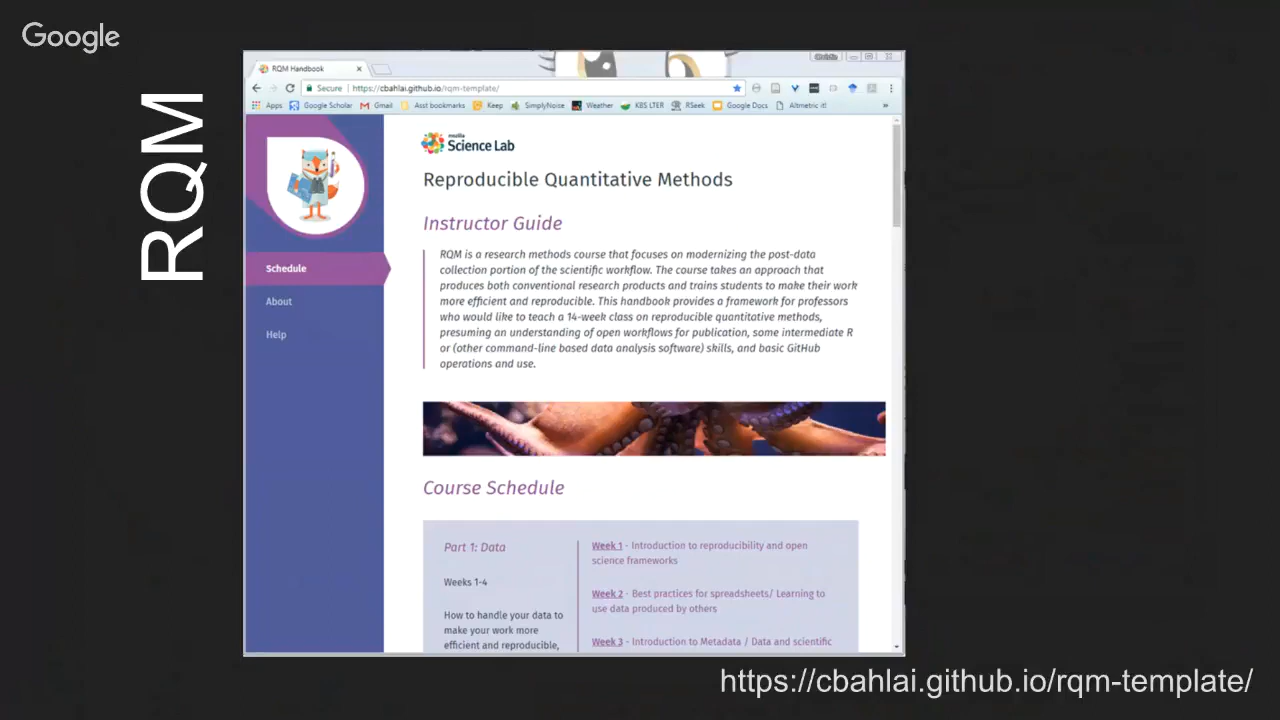 Google
RQM
RQM Handbook
Secure
https://cbahlai.github.io/rqm-template/
Apps
Google Scholar
Gmail
Asst bookmarks
Keep
SimplyNoise
Weather
KBS LTER
RSeek
Google Docs
Altmetric it!
»
mozilla
Science Lab
Reproducible Quantitative Methods
Schedule
About
Help
Instructor Guide
RQM is a research methods course that focuses on modernizing the post-data
collection portion of the scientific workflow. The course takes an approach that
produces both conventional research products and trains students to make their work
more efficient and reproducible. This handbook provides a framework for professors
who would like to teach a 14-week class on reproducible quantitative methods,
presuming an understanding of open workflows for publication, some intermediate R
or (other command-line based data analysis software) skills, and basic GitHub
operations and use.
Course Schedule
Part 1: Data
Weeks 1-4
How to handle your data to
make your work more
efficient and reproducible,
Week 1 - Introduction to reproducibility and open
science frameworks
Week 2 - Best practices for spreadsheets/ Learning to
use data produced by others
Week 3 - Introduction to Metadata / Data and scientific
https://cbahlai.github.io/rqm-template/